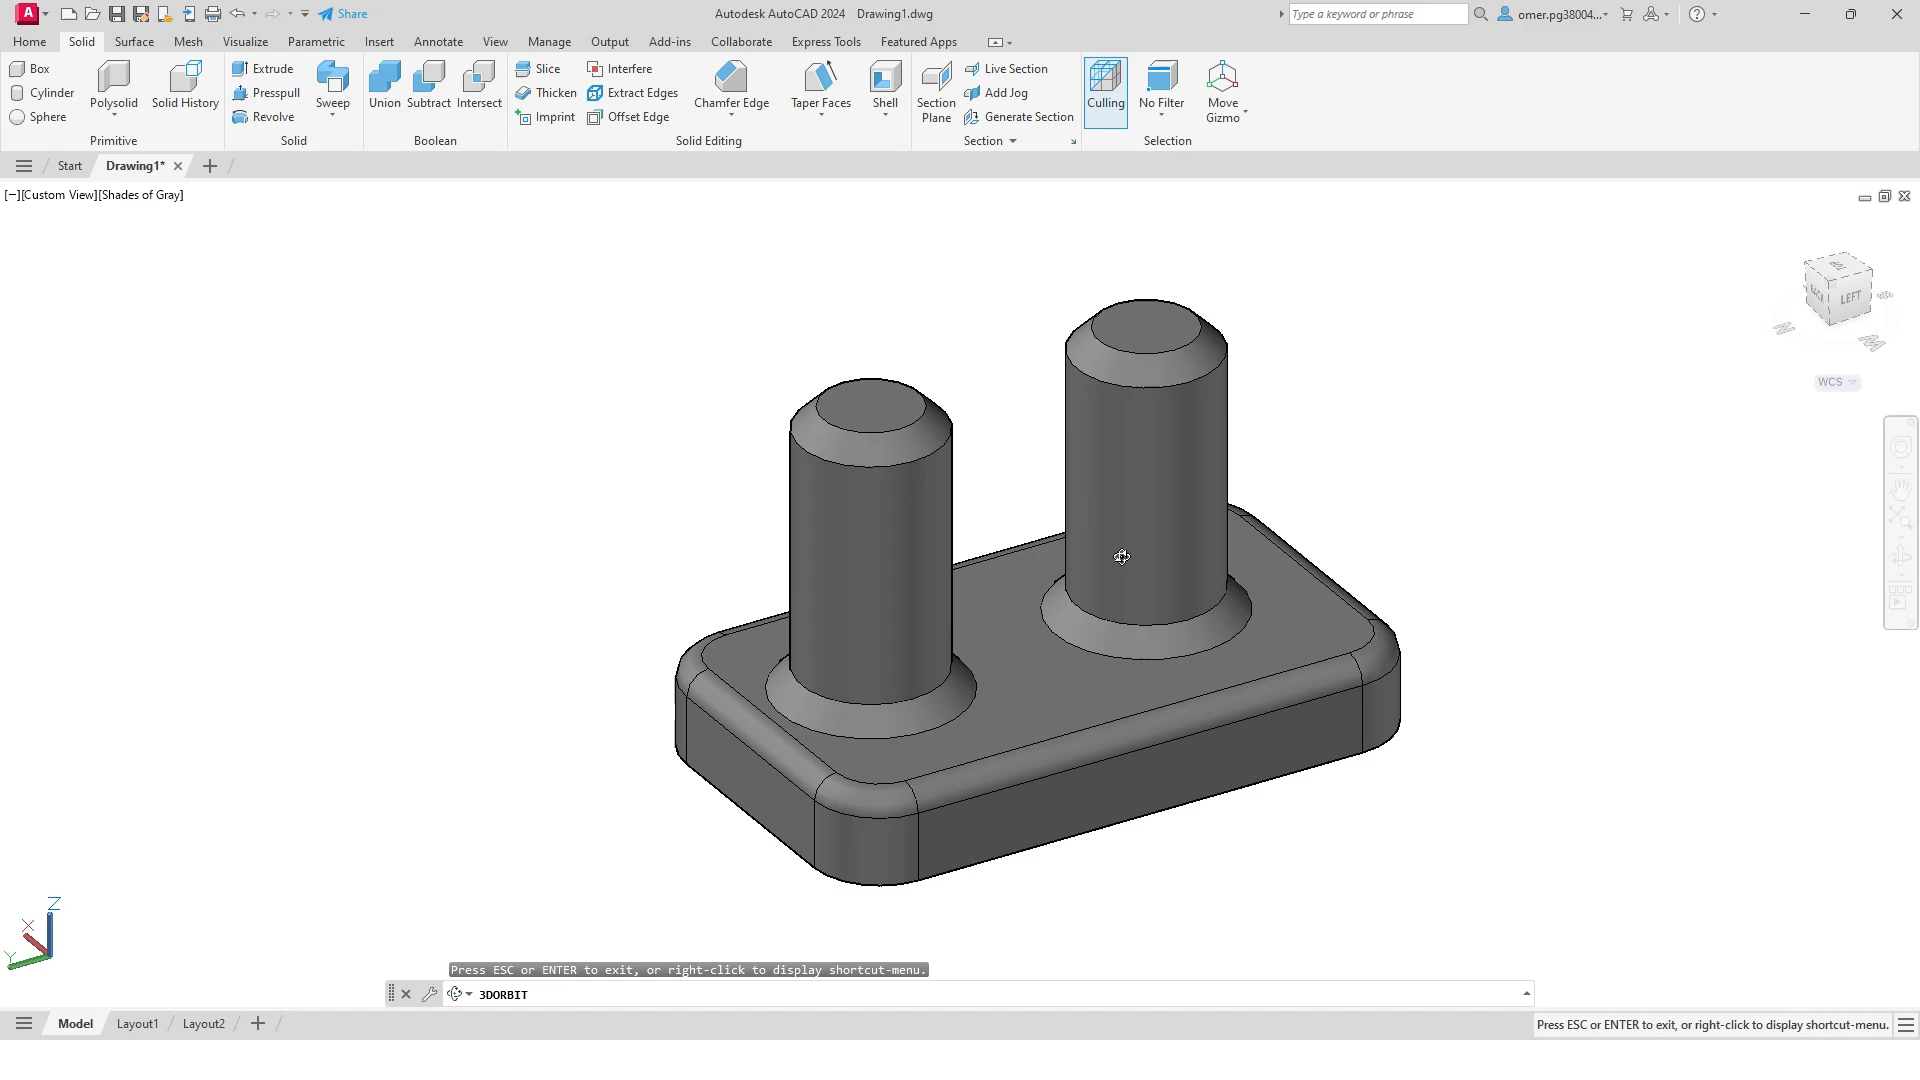 A Share Autodesk AutoCAD 2024 Drawing1.dwg Type a keyword or phrase omer.pg38004...
Home Solid Surface Mesh Visualize Parametric Insert Annotate View Manage Output Add-ins Collaborate Express Tools Featured Apps
Box Extrude Slice Interfere Live Section
Cylinder Polysolid Solid History Presspull Sweep Union Subtract Intersect Thicken Extract Edges Chamfer Edge Taper Faces Shell Section Plane Add Jog Culling No Filter Move Gizmo
Sphere Revolve Imprint Offset Edge Generate Section
Primitive Solid Boolean Solid Editing Section Selection
Start Drawing1*
[−][Custom View][Shades of Gray]
TOP
BACK LEFT
N W
WCS
Z
X
Y
Press ESC or ENTER to exit, or right-click to display shortcut-menu.
3DORBIT
Model Layout1 Layout2 Press ESC or ENTER to exit, or right-click to display shortcut-menu.